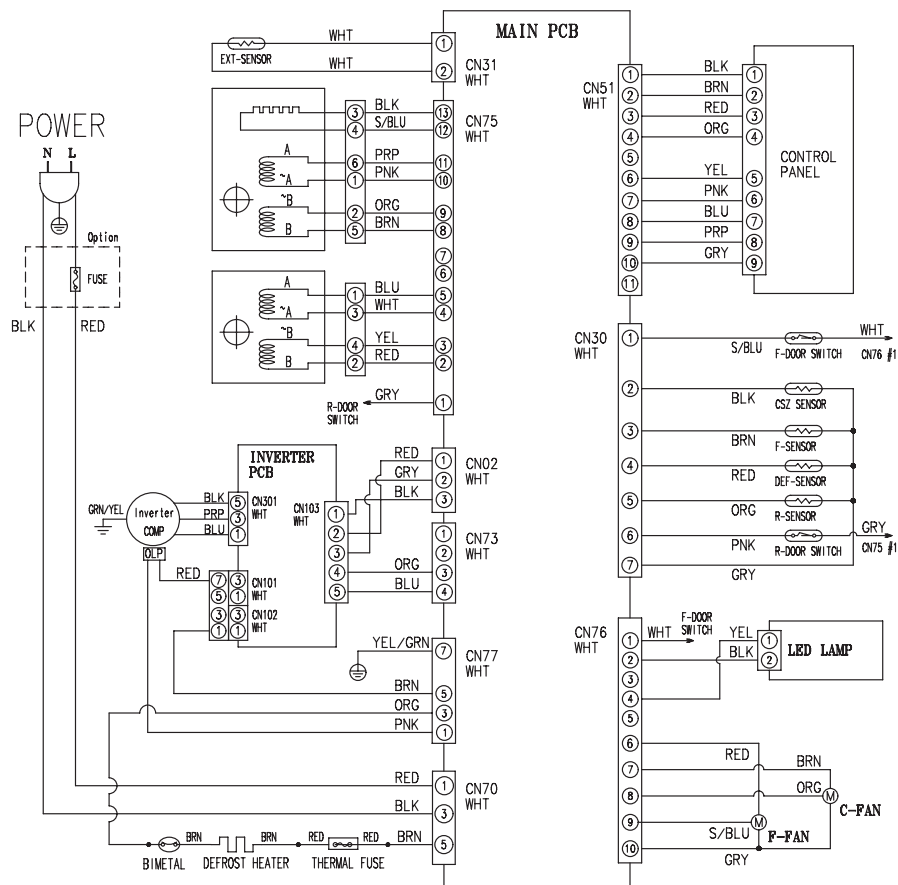 MAIN PCB
WHT
EXT-SENSOR
WHT
1
2
CN31
WHT
BLK
S/BLU
3
4
13
12
CN75
WHT
A
~A
~B
B
PRP
PNK
ORG
BRN
6
1
2
5
11
10
9
8
7
6
A
~A
~B
B
BLU
WHT
YEL
RED
1
3
4
2
5
4
3
2
GRY
1
R-DOOR
SWITCH
POWER
N L
Option
FUSE
BLK
RED
INVERTER
PCB
GRN/YEL
Inverter
COMP
OLP
BLK
PRP
BLU
5
3
1
CN301
WHT
CN103
WHT
1
2
3
4
5
RED
GRY
BLK
1
2
3
CN02
WHT
ORG
BLU
1
2
3
4
CN73
WHT
RED
7 3
5 1
3 3
1 1
CN101
WHT
CN102
WHT
YEL/GRN
BRN
ORG
PNK
7
5
3
1
CN77
WHT
RED
BLK
BRN
1
3
5
CN70
WHT
BRN
BRN
RED
RED
BIMETAL
DEFROST HEATER
THERMAL FUSE
CN51
WHT
1
2
3
4
5
6
7
8
9
10
11
BLK
BRN
RED
ORG
YEL
PNK
BLU
PRP
GRY
1
2
3
4
5
6
7
8
9
CONTROL
PANEL
CN30
WHT
1
2
3
4
5
6
7
S/BLU
F-DOOR SWITCH
WHT
CN76 #1
BLK
CSZ SENSOR
BRN
F-SENSOR
RED
DEF-SENSOR
ORG
R-SENSOR
PNK
R-DOOR SWITCH
GRY
CN75 #1
GRY
CN76
WHT
1
2
3
4
5
6
7
8
9
10
WHT
F-DOOR
SWITCH
YEL
BLK
1
2
LED LAMP
RED
BRN
ORG
M
C-FAN
S/BLU
M
F-FAN
GRY